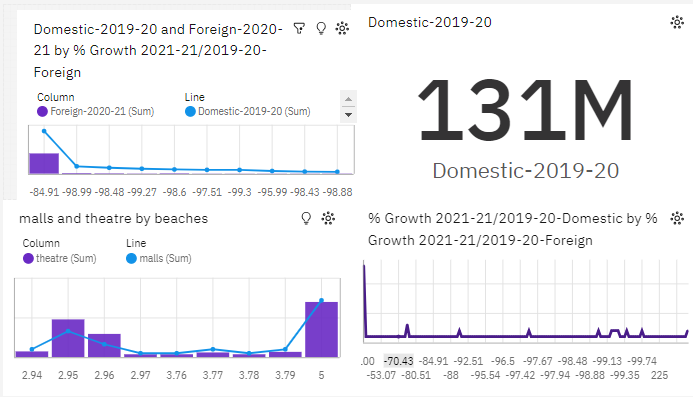 Domestic-2019-20 and Foreign-2020-
21 by % Growth 2021-21/2019-20-
Foreign
Column
Line
Foreign-2020-21 (Sum)
Domestic-2019-20 (Sum)
-84.91 -98.99 -98.48 -99.27 -98.6 -97.51 -99.3 -95.99 -98.43 -98.88
Domestic-2019-20
131M
Domestic-2019-20
malls and theatre by beaches
Column
Line
theatre (Sum)
malls (Sum)
2.94 2.95 2.96 2.97 3.76 3.77 3.78 3.79 5
% Growth 2021-21/2019-20-Domestic by %
Growth 2021-21/2019-20-Foreign
.00 -70.43 -84.91 -92.51 -96.5 -97.67 -98.48 -99.13 -99.74
-53.07 -80.51 -88 -95.54 -97.42 -97.94 -98.88 -99.35 225